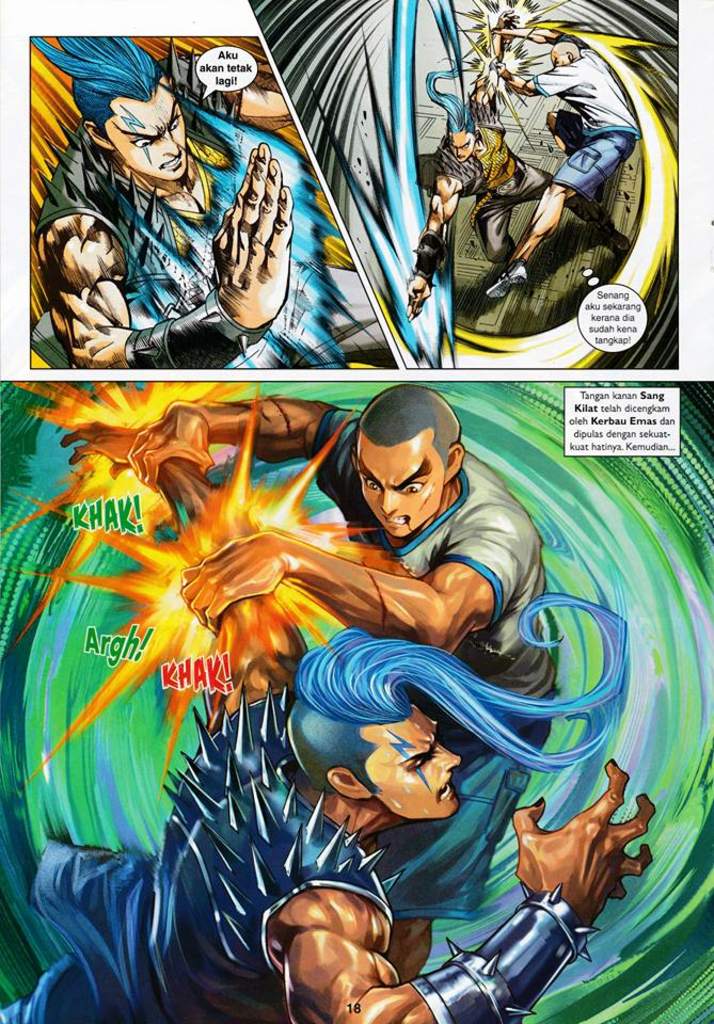 Aku
akan tetak
lagi!
Senang
aku sekarang
kerana dia
sudah kena
tangkap!
Tangan kanan Sang
Kilat telah dicengkam
oleh Kerbau Emas dan
dipulas dengan sekuat-
kuat hatinya. Kemudian...
KHAK!
Argh!
KHAK!
18